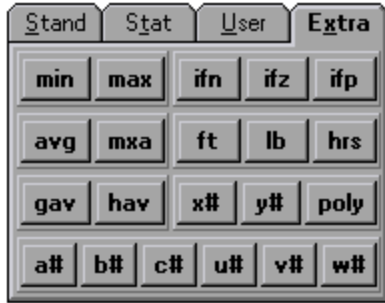 Stand Stat User Extra
min max ifn ifz ifp
avg mxa ft lb hrs
gav hav x# y# poly
a# b# c# u# v# w#